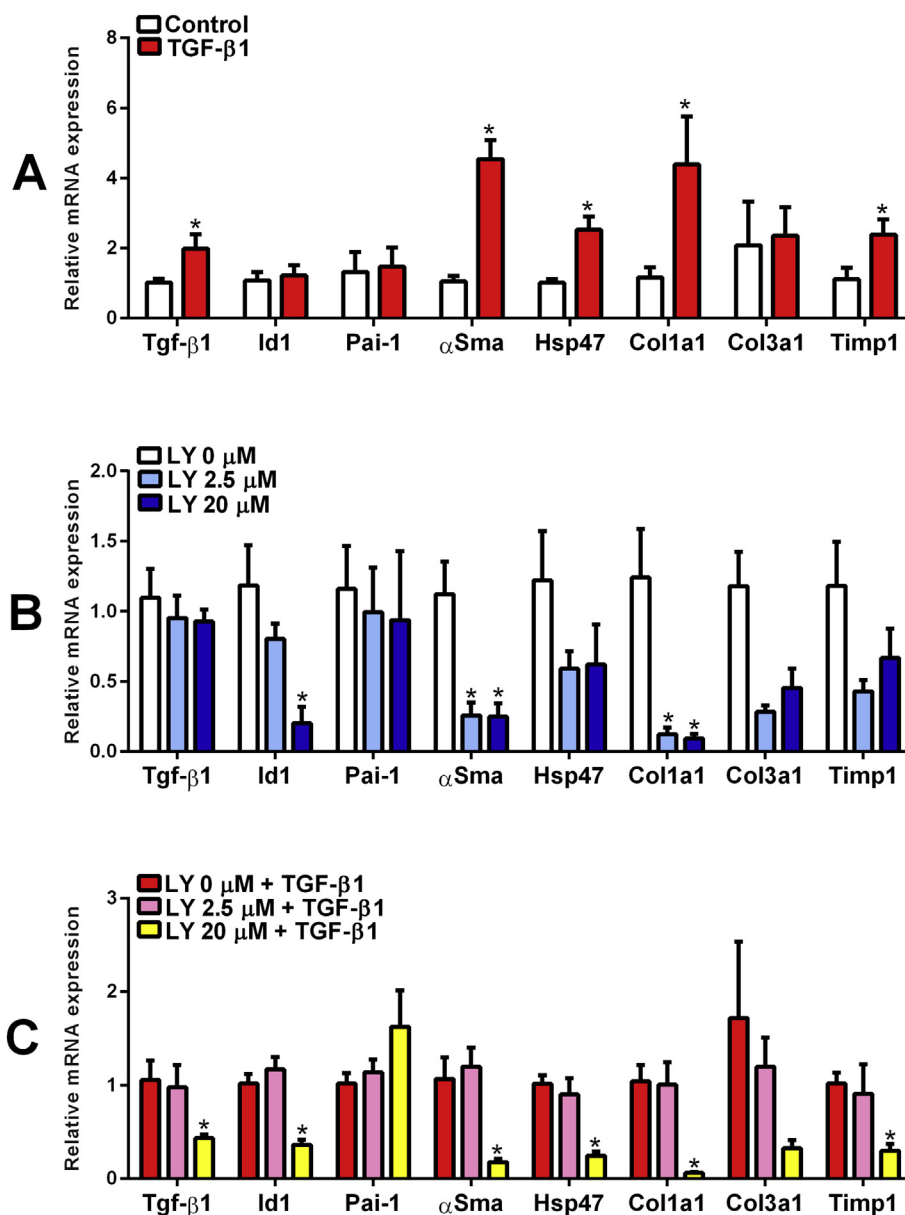 A
Control
TGF-β1
Relative mRNA expression
8
6
4
2
0
*
*
*
*
*
Tgf-β1 Id1 Pai-1 αSma Hsp47 Col1a1 Col3a1 Timp1
B
LY 0 μM
LY 2.5 μM
LY 20 μM
Relative mRNA expression
2.0
1.5
1.0
0.5
0.0
*
* *
* *
Tgf-β1 Id1 Pai-1 αSma Hsp47 Col1a1 Col3a1 Timp1
C
LY 0 μM + TGF-β1
LY 2.5 μM + TGF-β1
LY 20 μM + TGF-β1
Relative mRNA expression
3
2
1
0
*
*
*
*
*
*
Tgf-β1 Id1 Pai-1 αSma Hsp47 Col1a1 Col3a1 Timp1